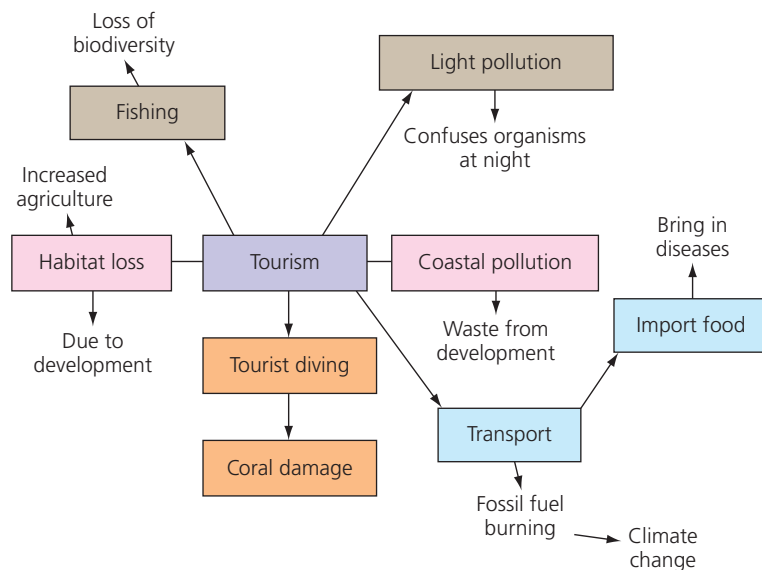 Loss of
biodiversity
Light pollution
Fishing
Confuses organisms
at night
Increased
agriculture
Bring in
diseases
Habitat loss
Tourism
Coastal pollution
Import food
Due to
development
Waste from
development
Tourist diving
Transport
Coral damage
Fossil fuel
burning
Climate
change